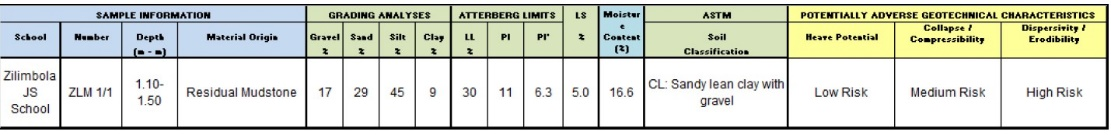 SAMPLE INFORMATION GRADING ANALYSES ATTERBERG LIMITS LS Moisture Content (%) ASTM POTENTIALLY ADVERSE GEOTECHNICAL CHARACTERISTICS
School Number Depth (m - m) Material Origin Gravel % Sand % Silt % Clay % LL % PI PI' % Soil Classification Heave Potential Collapse / Compressibility Dispersivity / Erodibility
Zilimbola JS School ZLM 1/1 1.10-1.50 Residual Mudstone 17 29 45 9 30 11 6.3 5.0 16.6 CL: Sandy lean clay with gravel Low Risk Medium Risk High Risk